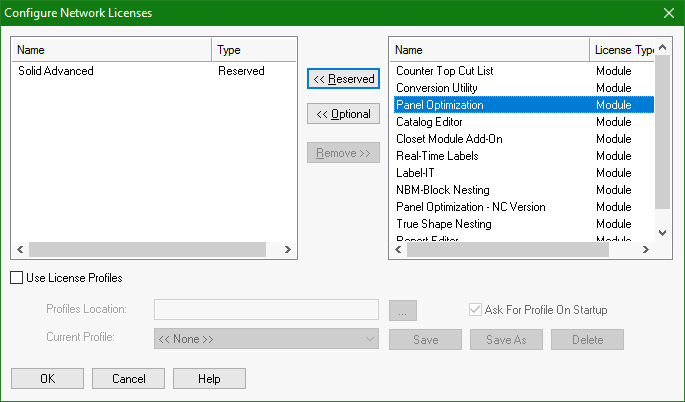 Configure Network Licenses
Name Type
Solid Advanced Reserved
<< Reserved
<< Optional
Remove >>
Name License Type
Counter Top Cut List Module
Conversion Utility Module
Panel Optimization Module
Catalog Editor Module
Closet Module Add-On Module
Real-Time Labels Module
Label-IT Module
NBM-Block Nesting Module
Panel Optimization - NC Version Module
True Shape Nesting Module
Report Editor Module
Use License Profiles
Profiles Location: ... Ask For Profile On Startup
Current Profile: << None >> Save Save As Delete
OK Cancel Help